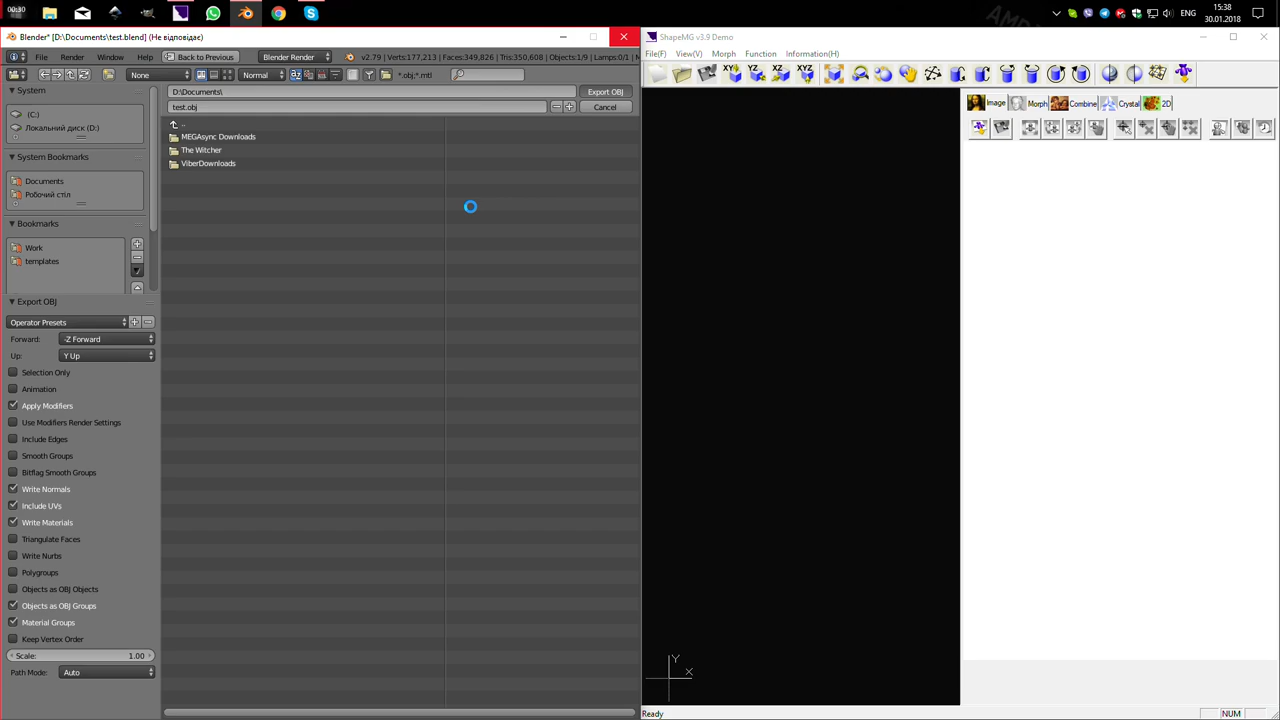 00:30
ENG
15:38
30.01.2018
Blender* [D:\Documents\test.blend] (Не відповідає)
ShapeMG v3.9 Demo
File Render Window Help Back to Previous Blender Render v2.79 | Verts:177,213 | Faces:349,826 | Tris:350,608 | Objects:1/9 | Lamps:0/1 | M
File(F) View(V) Morph Function Information(H)
None Normal *.obj;*.mtl
YZ XZ XYZ
System
D:\Documents\ Export OBJ
test.obj Cancel
Image Morph Combine Crystal 2D
(C:)
Локальний диск (D:)
..
MEGAsync Downloads
The Witcher
ViberDownloads
System Bookmarks
Documents
Робочий стіл
Bookmarks
Work
templates
Export OBJ
Operator Presets
Forward: -Z Forward
Up: Y Up
Selection Only
Animation
Apply Modifiers
Use Modifiers Render Settings
Include Edges
Smooth Groups
Bitflag Smooth Groups
Write Normals
Include UVs
Write Materials
Triangulate Faces
Write Nurbs
Polygroups
Objects as OBJ Objects
Objects as OBJ Groups
Material Groups
Keep Vertex Order
Scale: 1.00
Path Mode: Auto
Y
X
Ready NUM